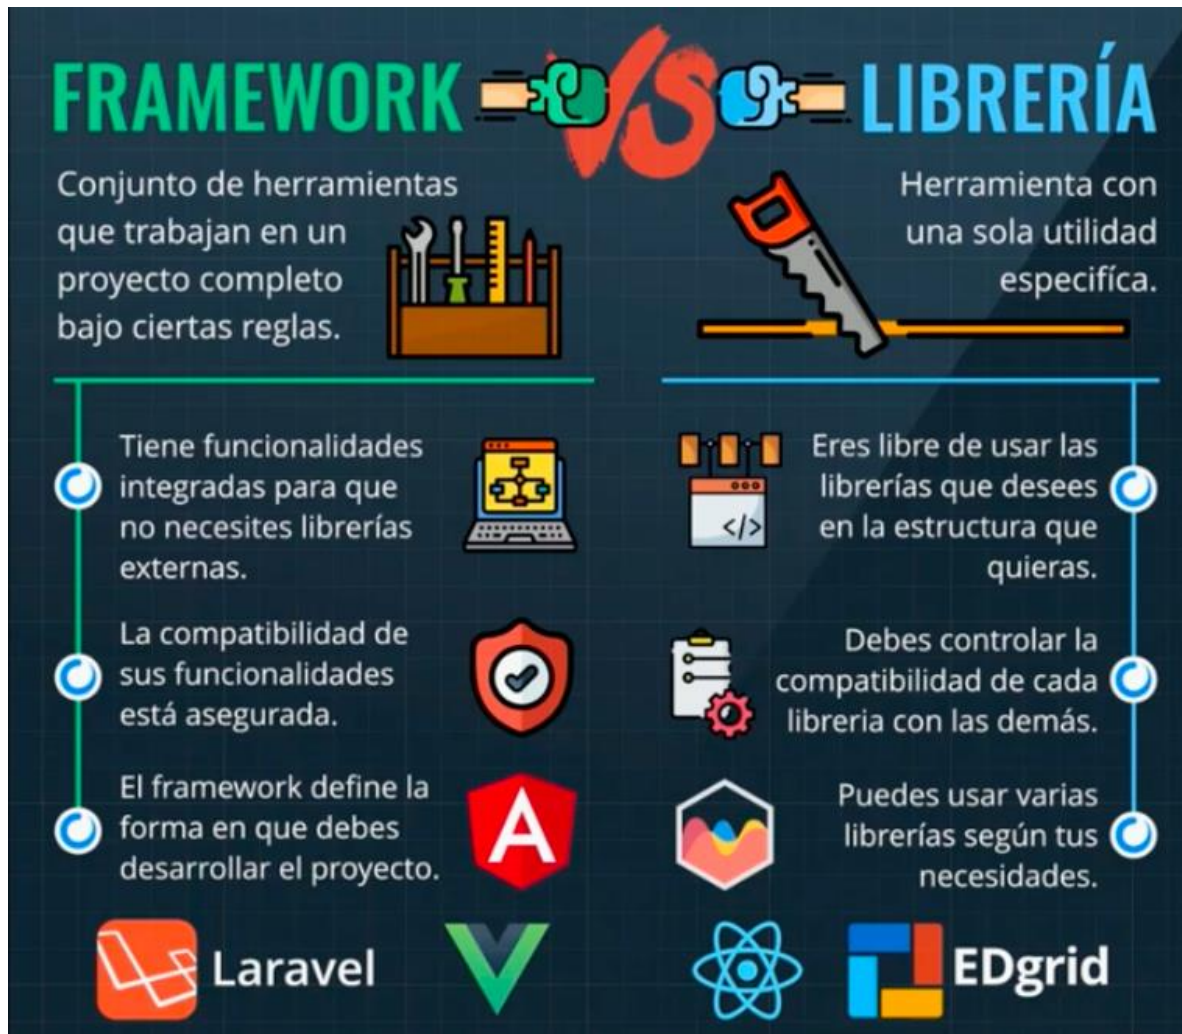 FRAMEWORK VS LIBRERÍA
Conjunto de herramientas
que trabajan en un
proyecto completo
bajo ciertas reglas.
Herramienta con
una sola utilidad
especifíca.
Tiene funcionalidades
integradas para que
no necesites librerías
externas.
La compatibilidad de
sus funcionalidades
está asegurada.
El framework define la
forma en que debes
desarrollar el proyecto.
A
Laravel
Eres libre de usar las
librerías que desees
en la estructura que
quieras.
</>
Debes controlar la
compatibilidad de cada
libreria con las demás.
Puedes usar varias
librerías según tus
necesidades.
EDgrid